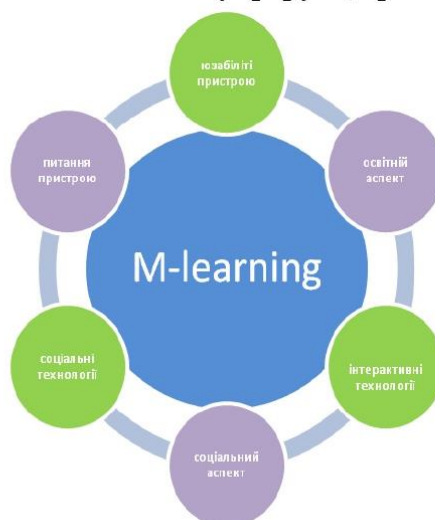 юзабіліті
пристрою
питання
пристрою
освітній
аспект
M-learning
соціальні
технології
інтерактивні
технології
соціальний
аспект